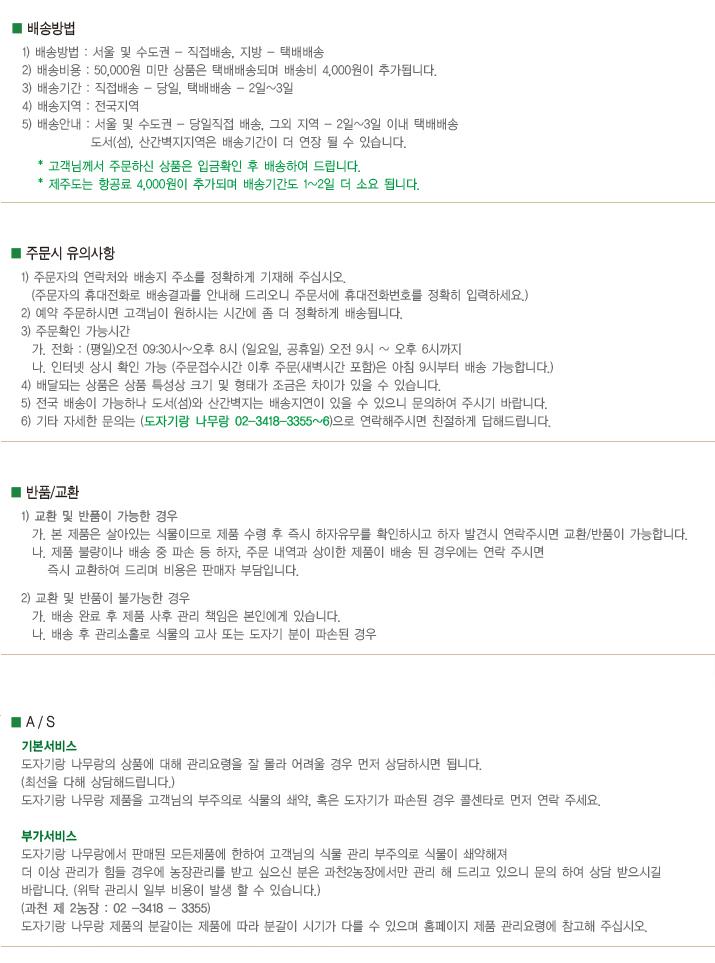 ■ 배송방법
1) 배송방법 : 서울 및 수도권 - 직접배송, 지방 - 택배배송
2) 배송비용 : 50,000원 미만 상품은 택배배송되며 배송비 4,000원이 추가됩니다.
3) 배송기간 : 직접배송 - 당일, 택배배송 - 2일~3일
4) 배송지역 : 전국지역
5) 배송안내 : 서울 및 수도권 - 당일직접 배송, 그외 지역 - 2일~3일 이내 택배배송
도서(섬), 산간벽지지역은 배송기간이 더 연장 될 수 있습니다.
* 고객님께서 주문하신 상품은 입금확인 후 배송하여 드립니다.
* 제주도는 항공료 4,000원이 추가되며 배송기간도 1~2일 더 소요 됩니다.
■ 주문시 유의사항
1) 주문자의 연락처와 배송지 주소를 정확하게 기재해 주십시오.
(주문자의 휴대전화로 배송결과를 안내해 드리오니 주문서에 휴대전화번호를 정확히 입력하세요.)
2) 예약 주문하시면 고객님이 원하시는 시간에 좀 더 정확하게 배송됩니다.
3) 주문확인 가능시간
가. 전화 : (평일)오전 09:30시~오후 8시 (일요일, 공휴일) 오전 9시 ~ 오후 6시까지
나. 인터넷 상시 확인 가능 (주문접수시간 이후 주문(새벽시간 포함)은 아침 9시부터 배송 가능합니다.)
4) 배달되는 상품은 상품 특성상 크기 및 형태가 조금은 차이가 있을 수 있습니다.
5) 전국 배송이 가능하나 도서(섬)와 산간벽지는 배송지연이 있을 수 있으니 문의하여 주시기 바랍니다.
6) 기타 자세한 문의는 (도자기랑 나무랑 02-3418-3355~6)으로 연락해주시면 친절하게 답해드립니다.
■ 반품/교환
1) 교환 및 반품이 가능한 경우
가. 본 제품은 살아있는 식물이므로 제품 수령 후 즉시 하자유무를 확인하시고 하자 발견시 연락주시면 교환/반품이 가능합니다.
나. 제품 불량이나 배송 중 파손 등 하자, 주문 내역과 상이한 제품이 배송 된 경우에는 연락 주시면
즉시 교환하여 드리며 비용은 판매자 부담입니다.
2) 교환 및 반품이 불가능한 경우
가. 배송 완료 후 제품 사후 관리 책임은 본인에게 있습니다.
나. 배송 후 관리소홀로 식물의 고사 또는 도자기 분이 파손된 경우
■ A / S
기본서비스
도자기랑 나무랑의 상품에 대해 관리요령을 잘 몰라 어려울 경우 먼저 상담하시면 됩니다.
(최선을 다해 상담해드립니다.)
도자기랑 나무랑 제품을 고객님의 부주의로 식물의 쇄약, 혹은 도자기가 파손된 경우 콜센타로 먼저 연락 주세요.
부가서비스
도자기랑 나무랑에서 판매된 모든제품에 한하여 고객님의 식물 관리 부주의로 식물이 쇄약해져
더 이상 관리가 힘들 경우에 농장관리를 받고 싶으신 분은 과천2농장에서만 관리 해 드리고 있으니 문의 하여 상담 받으시길
바랍니다. (위탁 관리시 일부 비용이 발생 할 수 있습니다.)
(과천 제 2농장 : 02 -3418 - 3355)
도자기랑 나무랑 제품의 분갈이는 제품에 따라 분갈이 시기가 다를 수 있으며 홈페이지 제품 관리요령에 참고해 주십시오.